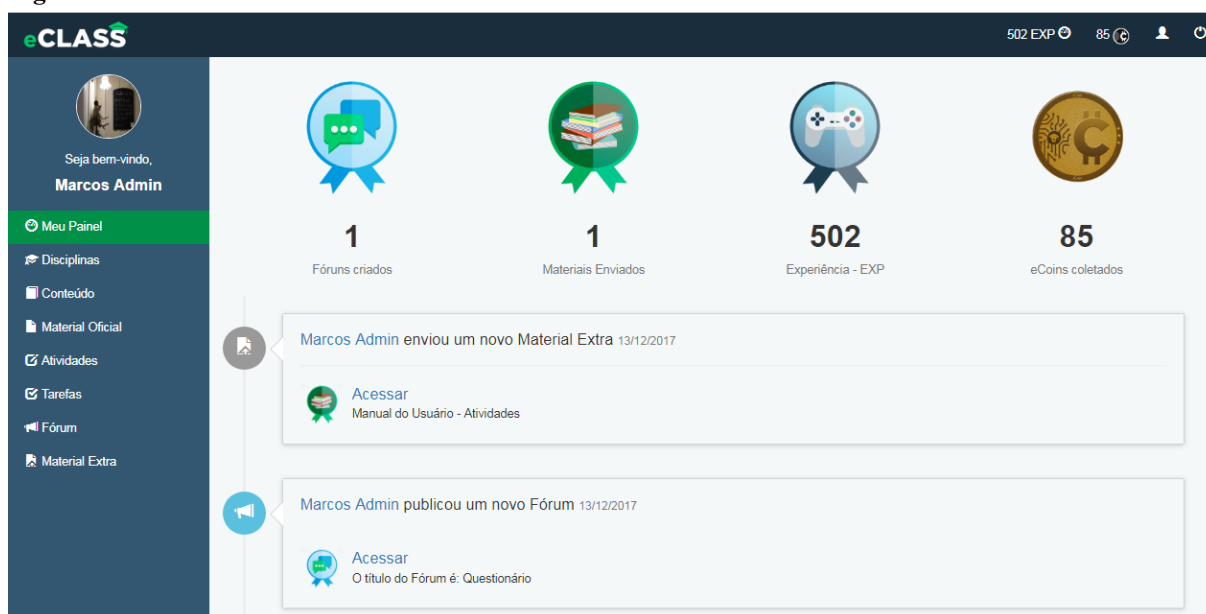 eCLASS
502 EXP
85
Seja bem-vindo,
Marcos Admin
Meu Painel
Disciplinas
Conteúdo
Material Oficial
Atividades
Tarefas
Fórum
Material Extra
1
Fóruns criados
1
Materiais Enviados
502
Experiência - EXP
85
eCoins coletados
Marcos Admin enviou um novo Material Extra 13/12/2017
Acessar
Manual do Usuário - Atividades
Marcos Admin publicou um novo Fórum 13/12/2017
Acessar
O título do Fórum é: Questionário